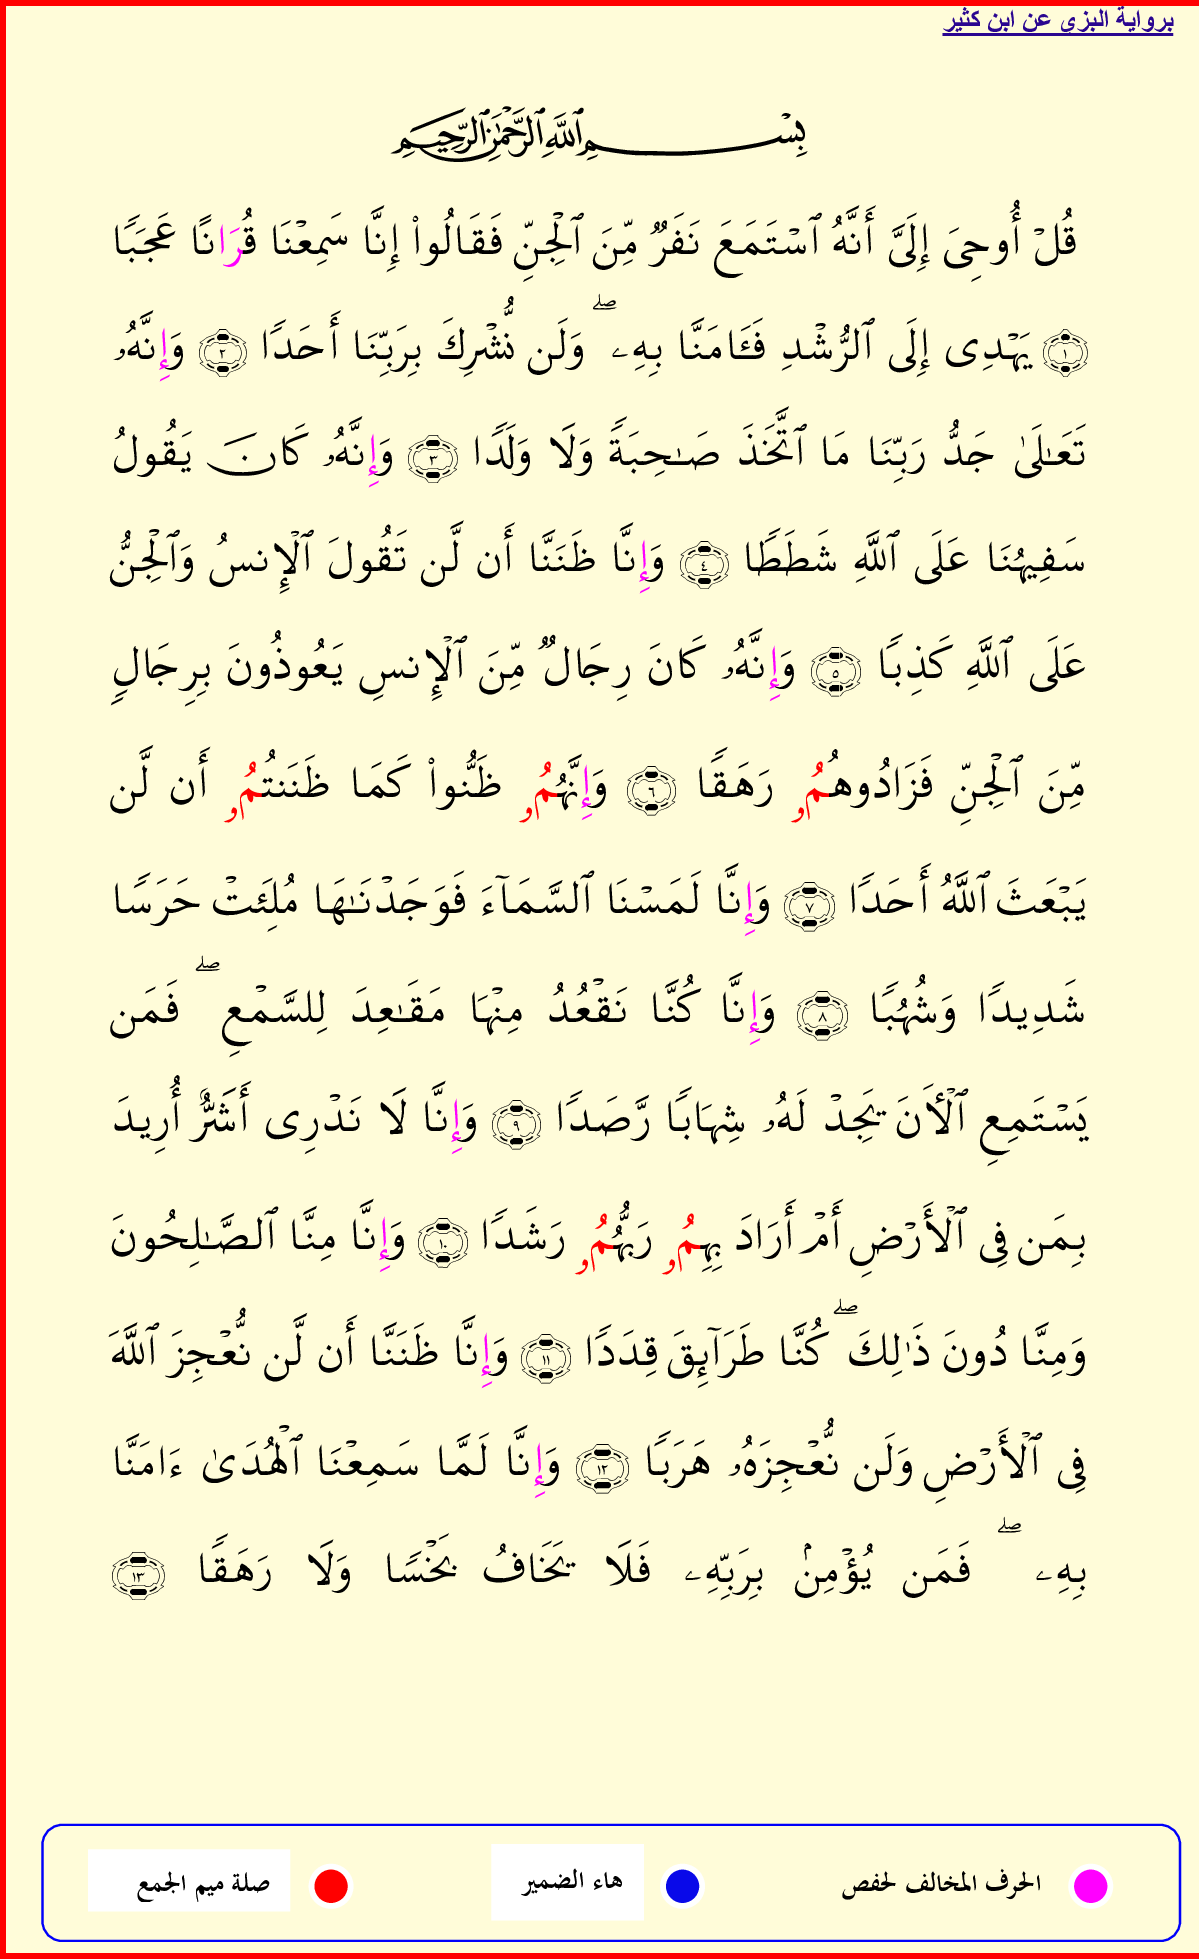 برواية البزى عن ابن كثير
بِسْمِ ٱللَّهِ ٱلرَّحْمَٰنِ ٱلرَّحِيمِ
قُلْ أُوحِىَ إِلَىَّ أَنَّهُ ٱسْتَمَعَ نَفَرٌ مِّنَ ٱلْجِنِّ فَقَالُوا۟ إِنَّا سَمِعْنَا قُرَانًا عَجَبًا
١ يَهْدِى إِلَى ٱلرُّشْدِ فَـَٔامَنَّا بِهِۦ ۖ وَلَن نُّشْرِكَ بِرَبِّنَا أَحَدًا ٢ وَإِنَّهُۥ
تَعَـٰلَىٰ جَدُّ رَبِّنَا مَا ٱتَّخَذَ صَـٰحِبَةً وَلَا وَلَدًا ٣ وَإِنَّهُۥ كَانَ يَقُولُ
سَفِيهُنَا عَلَى ٱللَّهِ شَطَطًا ٤ وَإِنَّا ظَنَنَّا أَن لَّن تَقُولَ ٱلْإِنسُ وَٱلْجِنُّ
عَلَى ٱللَّهِ كَذِبًا ٥ وَإِنَّهُۥ كَانَ رِجَالٌ مِّنَ ٱلْإِنسِ يَعُوذُونَ بِرِجَالٍ
مِّنَ ٱلْجِنِّ فَزَادُوهُمُۥ رَهَقًا ٦ وَإِنَّهُمُۥ ظَنُّوا۟ كَمَا ظَنَنتُمُۥ أَن لَّن
يَبْعَثَ ٱللَّهُ أَحَدًا ٧ وَإِنَّا لَمَسْنَا ٱلسَّمَآءَ فَوَجَدْنَـٰهَا مُلِئَتْ حَرَسًا
شَدِيدًا وَشُهُبًا ٨ وَإِنَّا كُنَّا نَقْعُدُ مِنْهَا مَقَـٰعِدَ لِلسَّمْعِ ۖ فَمَن
يَسْتَمِعِ ٱلْأَنَ يَجِدْ لَهُۥ شِهَابًا رَّصَدًا ٩ وَإِنَّا لَا نَدْرِى أَشَرٌّ أُرِيدَ
بِمَن فِى ٱلْأَرْضِ أَمْ أَرَادَ بِهِمُۥ رَبُّهُمُۥ رَشَدًا ١٠ وَإِنَّا مِنَّا ٱلصَّـٰلِحُونَ
وَمِنَّا دُونَ ذَٰلِكَ ۖ كُنَّا طَرَآئِقَ قِدَدًا ١١ وَإِنَّا ظَنَنَّا أَن لَّن نُّعْجِزَ ٱللَّهَ
فِى ٱلْأَرْضِ وَلَن نُّعْجِزَهُۥ هَرَبًا ١٢ وَإِنَّا لَمَّا سَمِعْنَا ٱلْهُدَىٰ ءَامَنَّا
بِهِۦ ۖ فَمَن يُؤْمِنۢ بِرَبِّهِۦ فَلَا يَخَافُ بَخْسًا وَلَا رَهَقًا ١٣
الحرف المخالف لحفص
هاء الضمير
صلة ميم الجمع